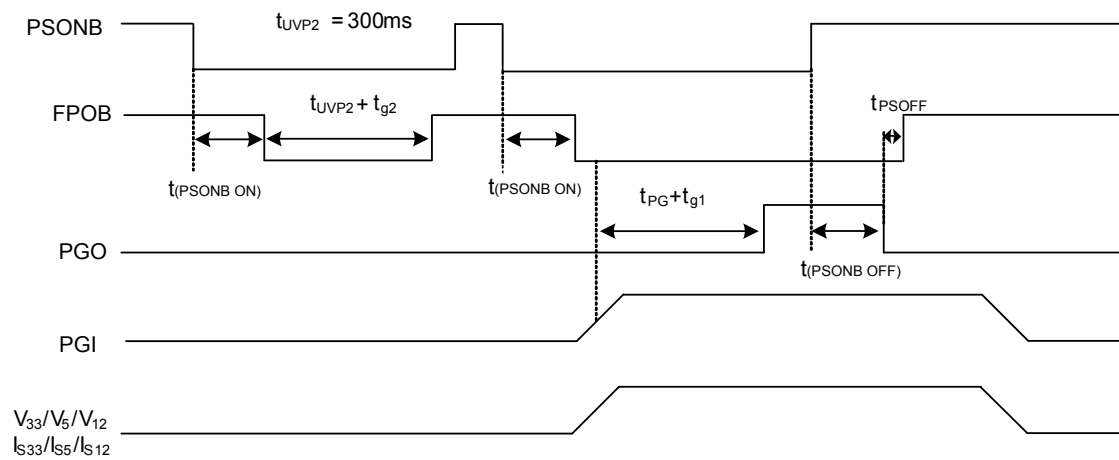 PSONB
tUVP2 = 300ms
FPOB
tUVP2 + tg2
tPSOFF
t(PSONB ON)
t(PSONB ON)
tPG+tg1
PGO
t(PSONB OFF)
PGI
V33/V5/V12
IS33/IS5/IS12